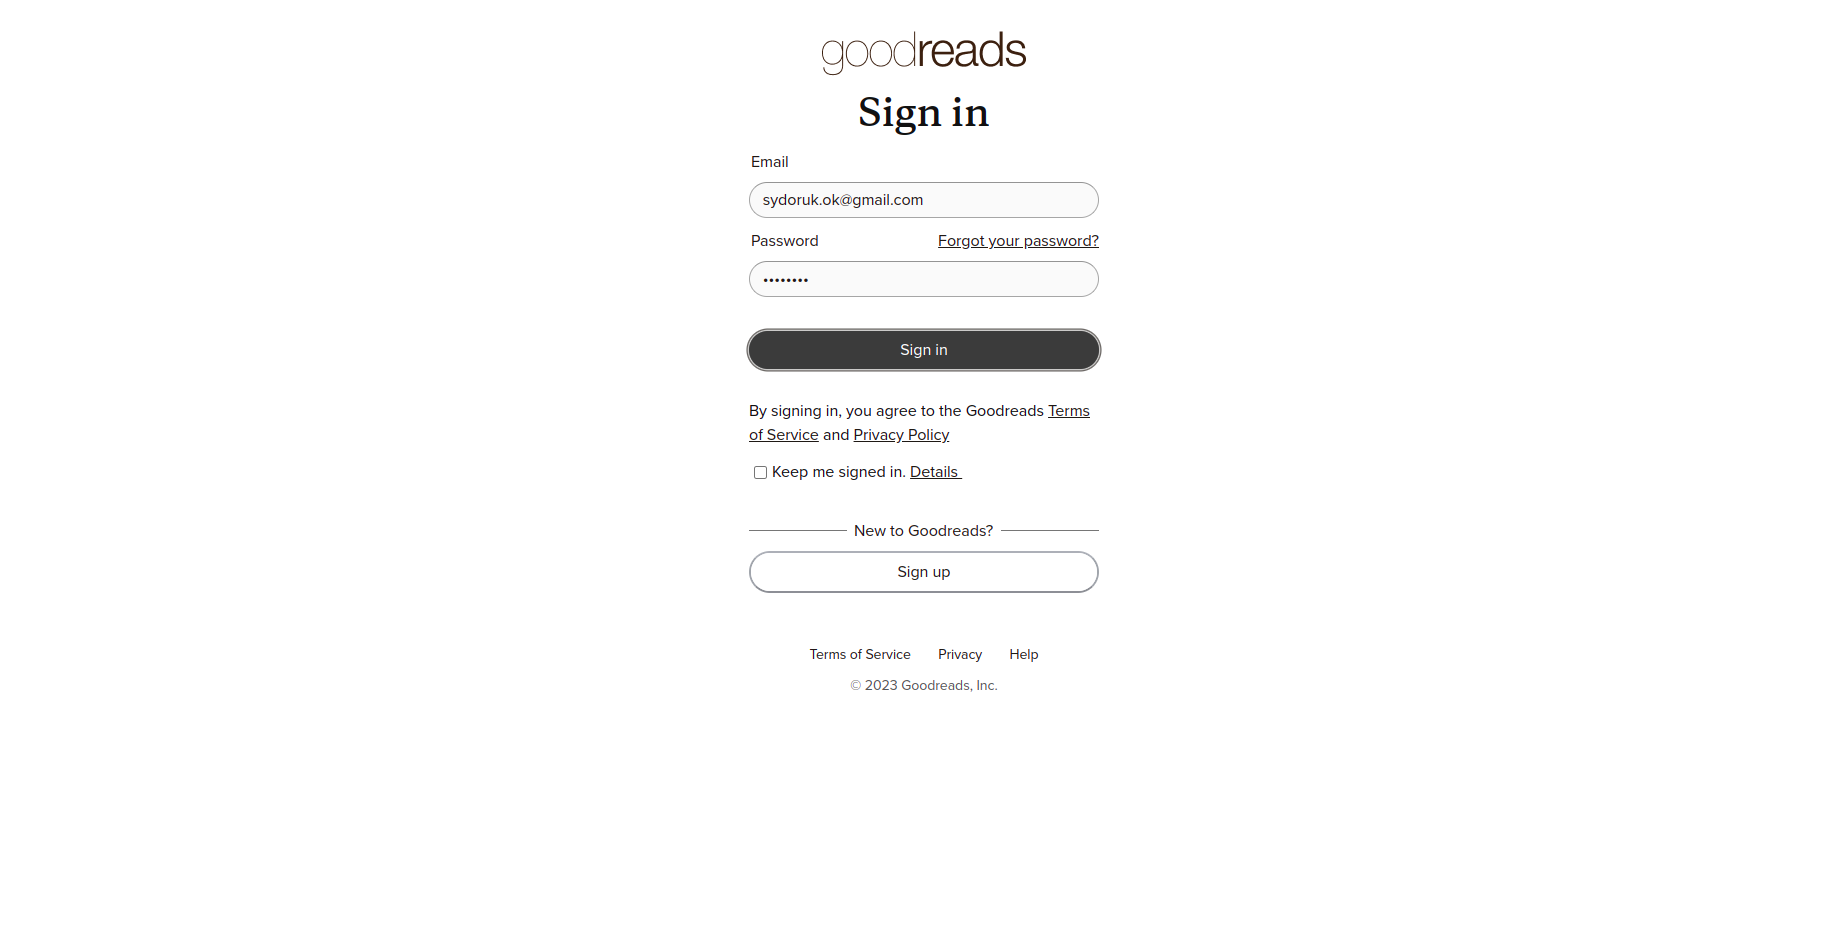 goodreads
Sign in
Email
sydoruk.ok@gmail.com
Password Forgot your password?
••••••••
Sign in
By signing in, you agree to the Goodreads Terms
of Service and Privacy Policy
Keep me signed in. Details
New to Goodreads?
Sign up
Terms of Service Privacy Help
© 2023 Goodreads, Inc.